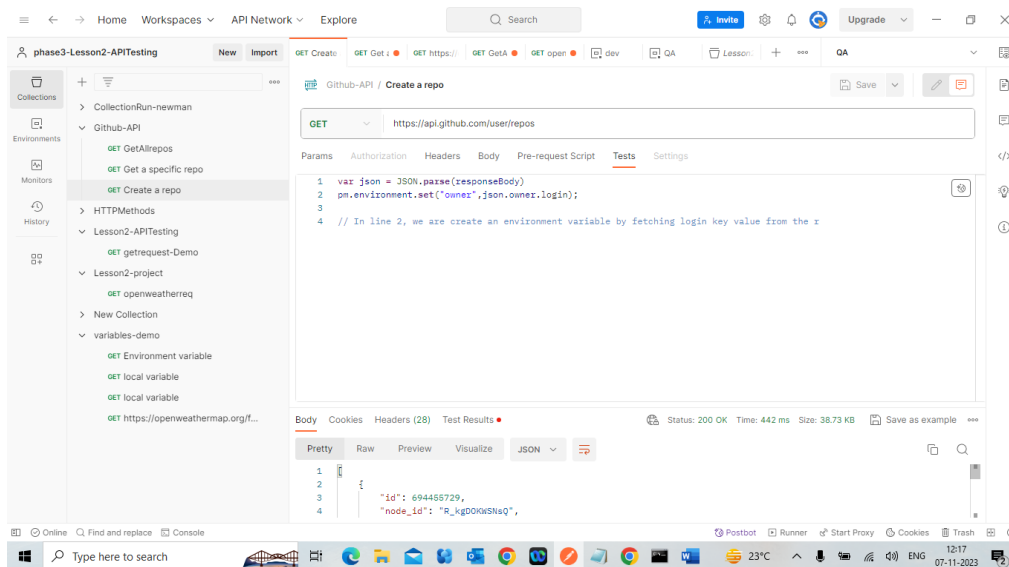 Home Workspaces API Network Explore Search Invite Upgrade
phase3-Lesson2-APITesting New Import GET Create GET Get a GET https:/ GET GetA GET open dev QA Lesson QA
Collections
Environments
Monitors
History
CollectionRun-newman
Github-API
GET GetAllrepos
GET Get a specific repo
GET Create a repo
HTTPMethods
Lesson2-APITesting
GET getrequest-Demo
Lesson2-project
GET openweatherreq
New Collection
variables-demo
GET Environment variable
GET local variable
GET local variable
GET https://openweathermap.org/f...
HTTP Github-API / Create a repo Save
GET https://api.github.com/user/repos
Params Authorization Headers Body Pre-request Script Tests Settings
1 var json = JSON.parse(responseBody)
2 pm.environment.set("owner",json.owner.login);
3
4 // In line 2, we are create an environment variable by fetching login key value from the r
Body Cookies Headers (28) Test Results Status: 200 OK Time: 442 ms Size: 38.73 KB Save as example
Pretty Raw Preview Visualize JSON
1 [
2 {
3 "id": 694455729,
4 "node_id": "R_kgDOKWSNsQ",
Online Find and replace Console Postbot Runner Start Proxy Cookies Trash
Type here to search 23°C ENG 12:17
07-11-2023 2